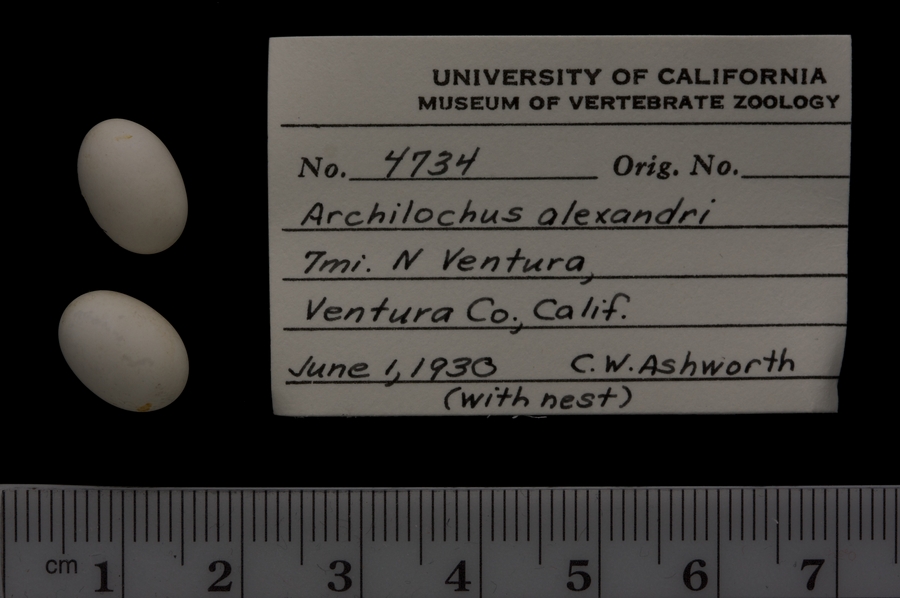 UNIVERSITY OF CALIFORNIA
MUSEUM OF VERTEBRATE ZOOLOGY
No. 4734 Orig. No.
Archilochus alexandri
7mi. N Ventura,
Ventura Co., Calif.
June 1, 1930 C.W. Ashworth
(with nest)
cm 1 2 3 4 5 6 7